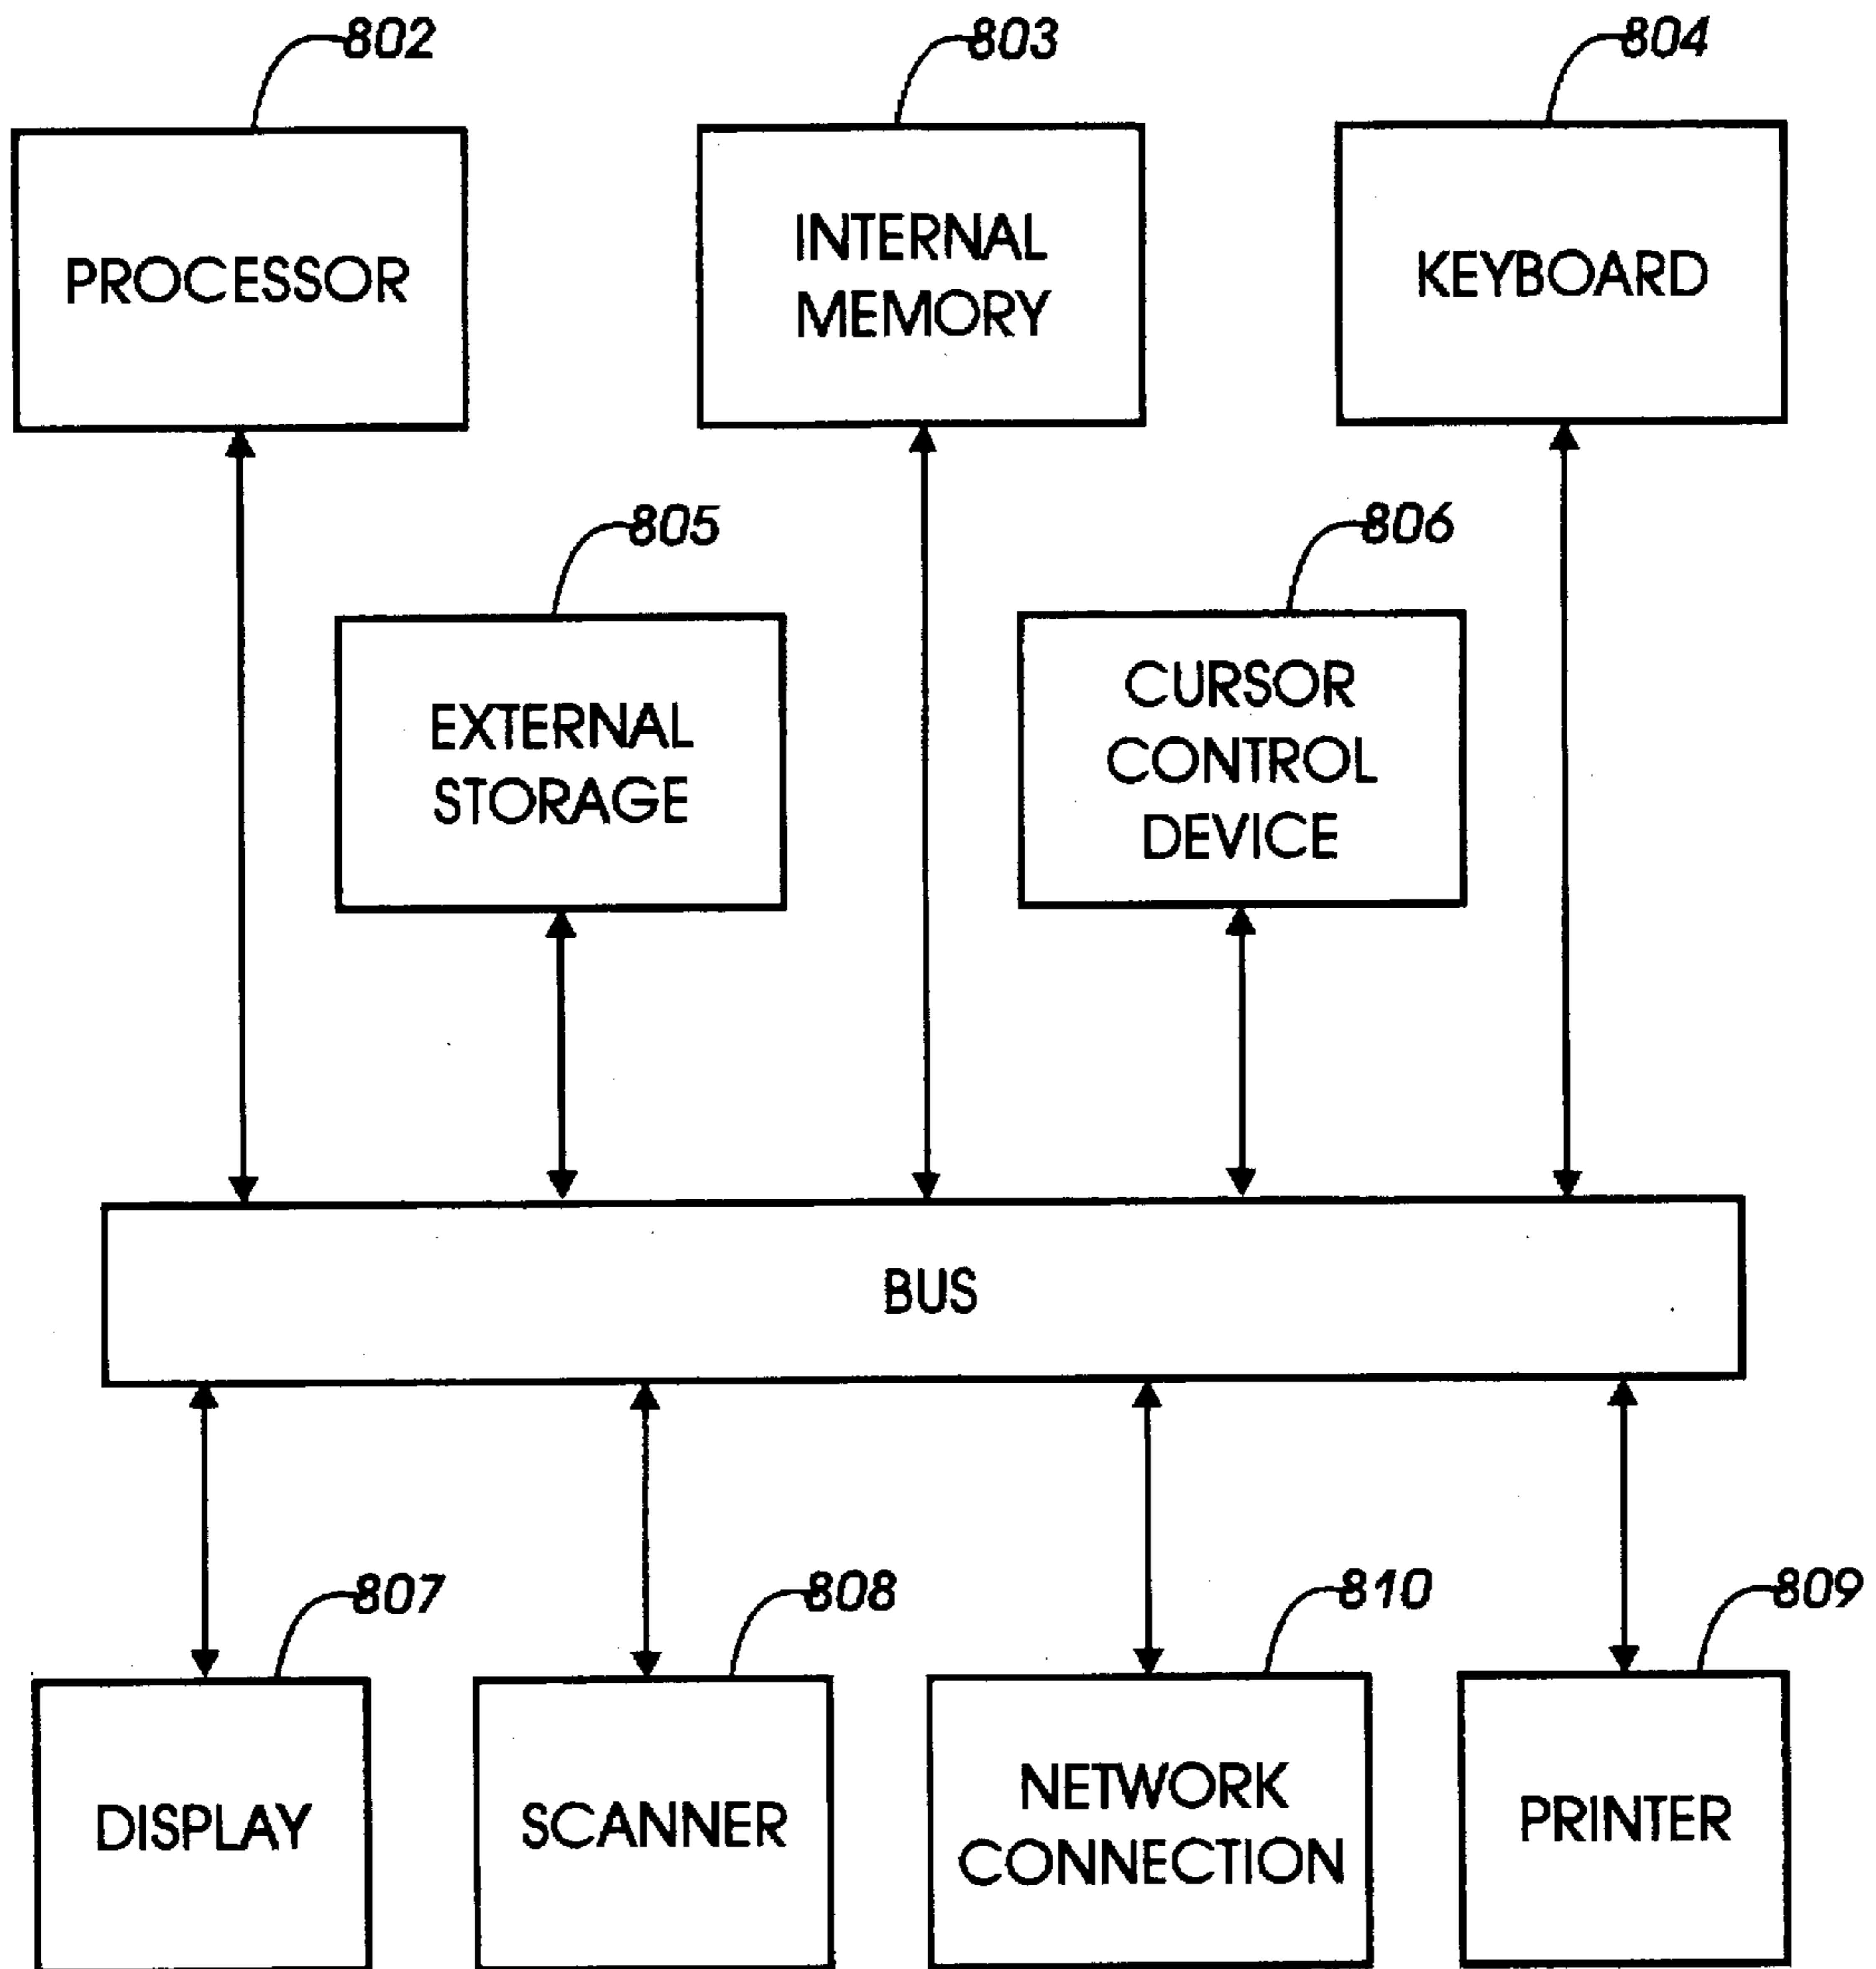 802
803
804
PROCESSOR
INTERNAL
MEMORY
KEYBOARD
805
806
EXTERNAL
STORAGE
CURSOR
CONTROL
DEVICE
BUS
807
808
810
809
DISPLAY
SCANNER
NETWORK
CONNECTION
PRINTER